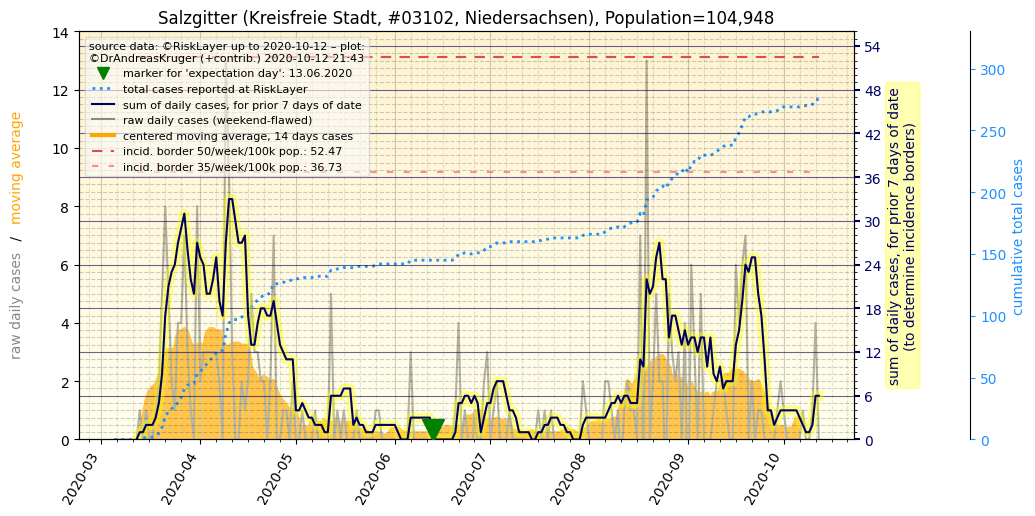 Salzgitter (Kreisfreie Stadt, #03102, Niedersachsen), Population=104,948
source data: ©RiskLayer up to 2020-10-12 – plot:
©DrAndreasKruger (+contrib.) 2020-10-12 21:43
marker for 'expectation day': 13.06.2020
total cases reported at RiskLayer
sum of daily cases, for prior 7 days of date
raw daily cases (weekend-flawed)
centered moving average, 14 days cases
incid. border 50/week/100k pop.: 52.47
incid. border 35/week/100k pop.: 36.73
raw daily cases / moving average
14
12
10
8
6
4
2
0
2020-03
2020-04
2020-05
2020-06
2020-07
2020-08
2020-09
2020-10
54
48
42
36
30
24
18
12
6
0
sum of daily cases, for prior 7 days of date
(to determine incidence borders)
300
250
200
150
100
50
0
cumulative total cases